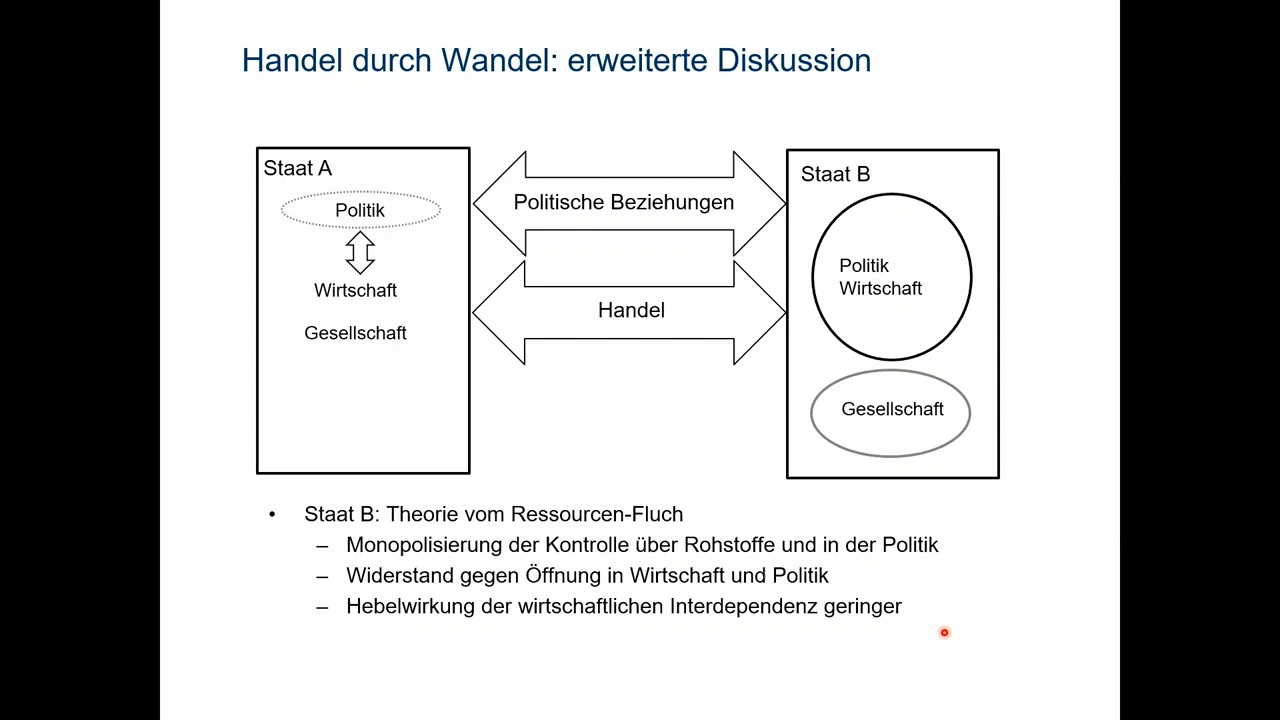 Handel durch Wandel: erweiterte Diskussion
Staat A
Politik
Wirtschaft
Gesellschaft
Politische Beziehungen
Handel
Staat B
Politik
Wirtschaft
Gesellschaft
• Staat B: Theorie vom Ressourcen-Fluch
– Monopolisierung der Kontrolle über Rohstoffe und in der Politik
– Widerstand gegen Öffnung in Wirtschaft und Politik
– Hebelwirkung der wirtschaftlichen Interdependenz geringer